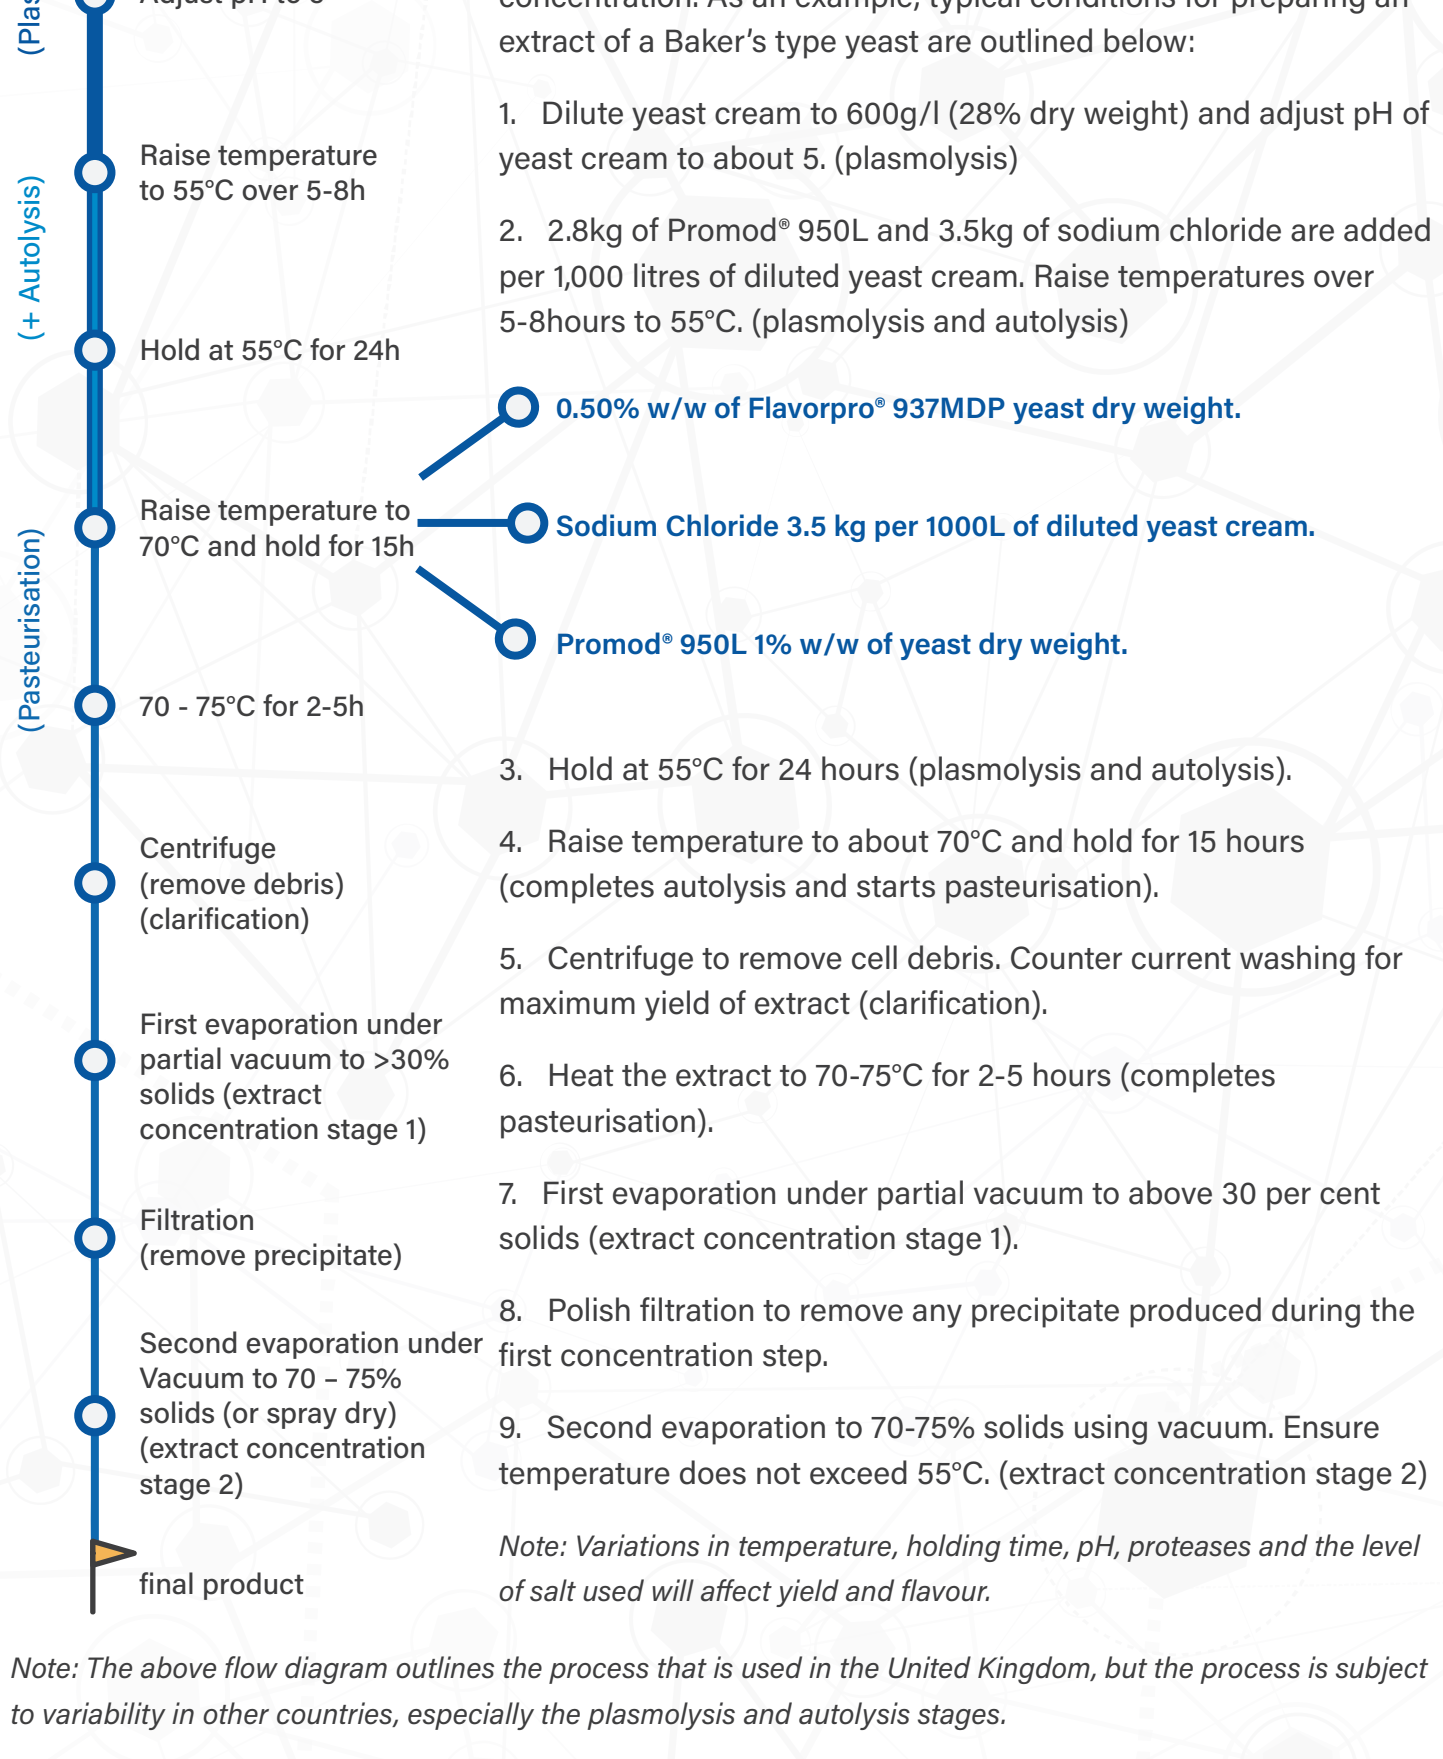 (Plas
Adjust pH to 5
Raise temperature
to 55°C over 5-8h
(+ Autolysis)
Hold at 55°C for 24h
Raise temperature to
70°C and hold for 15h
(Pasteurisation)
70 - 75°C for 2-5h
Centrifuge
(remove debris)
(clarification)
First evaporation under
partial vacuum to >30%
solids (extract
concentration stage 1)
Filtration
(remove precipitate)
Second evaporation under
Vacuum to 70 – 75%
solids (or spray dry)
(extract concentration
stage 2)
final product
concentration. As an example, typical conditions for preparing an
extract of a Baker's type yeast are outlined below:
1. Dilute yeast cream to 600g/l (28% dry weight) and adjust pH of
yeast cream to about 5. (plasmolysis)
2. 2.8kg of Promod® 950L and 3.5kg of sodium chloride are added
per 1,000 litres of diluted yeast cream. Raise temperatures over
5-8hours to 55°C. (plasmolysis and autolysis)
0.50% w/w of Flavorpro® 937MDP yeast dry weight.
Sodium Chloride 3.5 kg per 1000L of diluted yeast cream.
Promod® 950L 1% w/w of yeast dry weight.
3. Hold at 55°C for 24 hours (plasmolysis and autolysis).
4. Raise temperature to about 70°C and hold for 15 hours
(completes autolysis and starts pasteurisation).
5. Centrifuge to remove cell debris. Counter current washing for
maximum yield of extract (clarification).
6. Heat the extract to 70-75°C for 2-5 hours (completes
pasteurisation).
7. First evaporation under partial vacuum to above 30 per cent
solids (extract concentration stage 1).
8. Polish filtration to remove any precipitate produced during the
first concentration step.
9. Second evaporation to 70-75% solids using vacuum. Ensure
temperature does not exceed 55°C. (extract concentration stage 2)
Note: Variations in temperature, holding time, pH, proteases and the level
of salt used will affect yield and flavour.
Note: The above flow diagram outlines the process that is used in the United Kingdom, but the process is subject
to variability in other countries, especially the plasmolysis and autolysis stages.